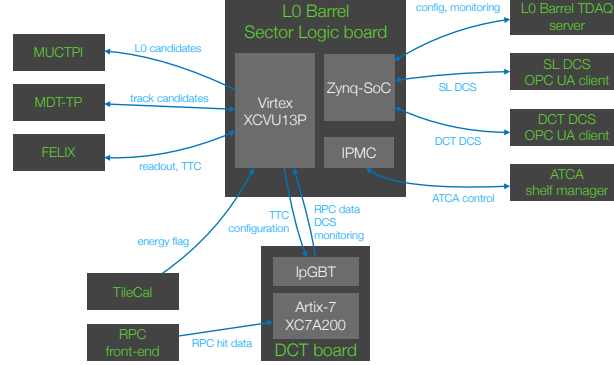 L0 Barrel
Sector Logic board
config, monitoring
L0 Barrel TDAQ
server
MUCTPI
L0 candidates
Virtex
XCVU13P
Zynq-SoC
SL DCS
SL DCS
OPC UA client
MDT-TP
track candidates
DCT DCS
DCT DCS
OPC UA client
FELIX
readout, TTC
IPMC
ATCA control
ATCA
shelf manager
energy flag
TTC
configuration
RPC data
DCS
monitoring
TileCal
lpGBT
Artix-7
XC7A200
DCT board
RPC
front-end
RPC hit data